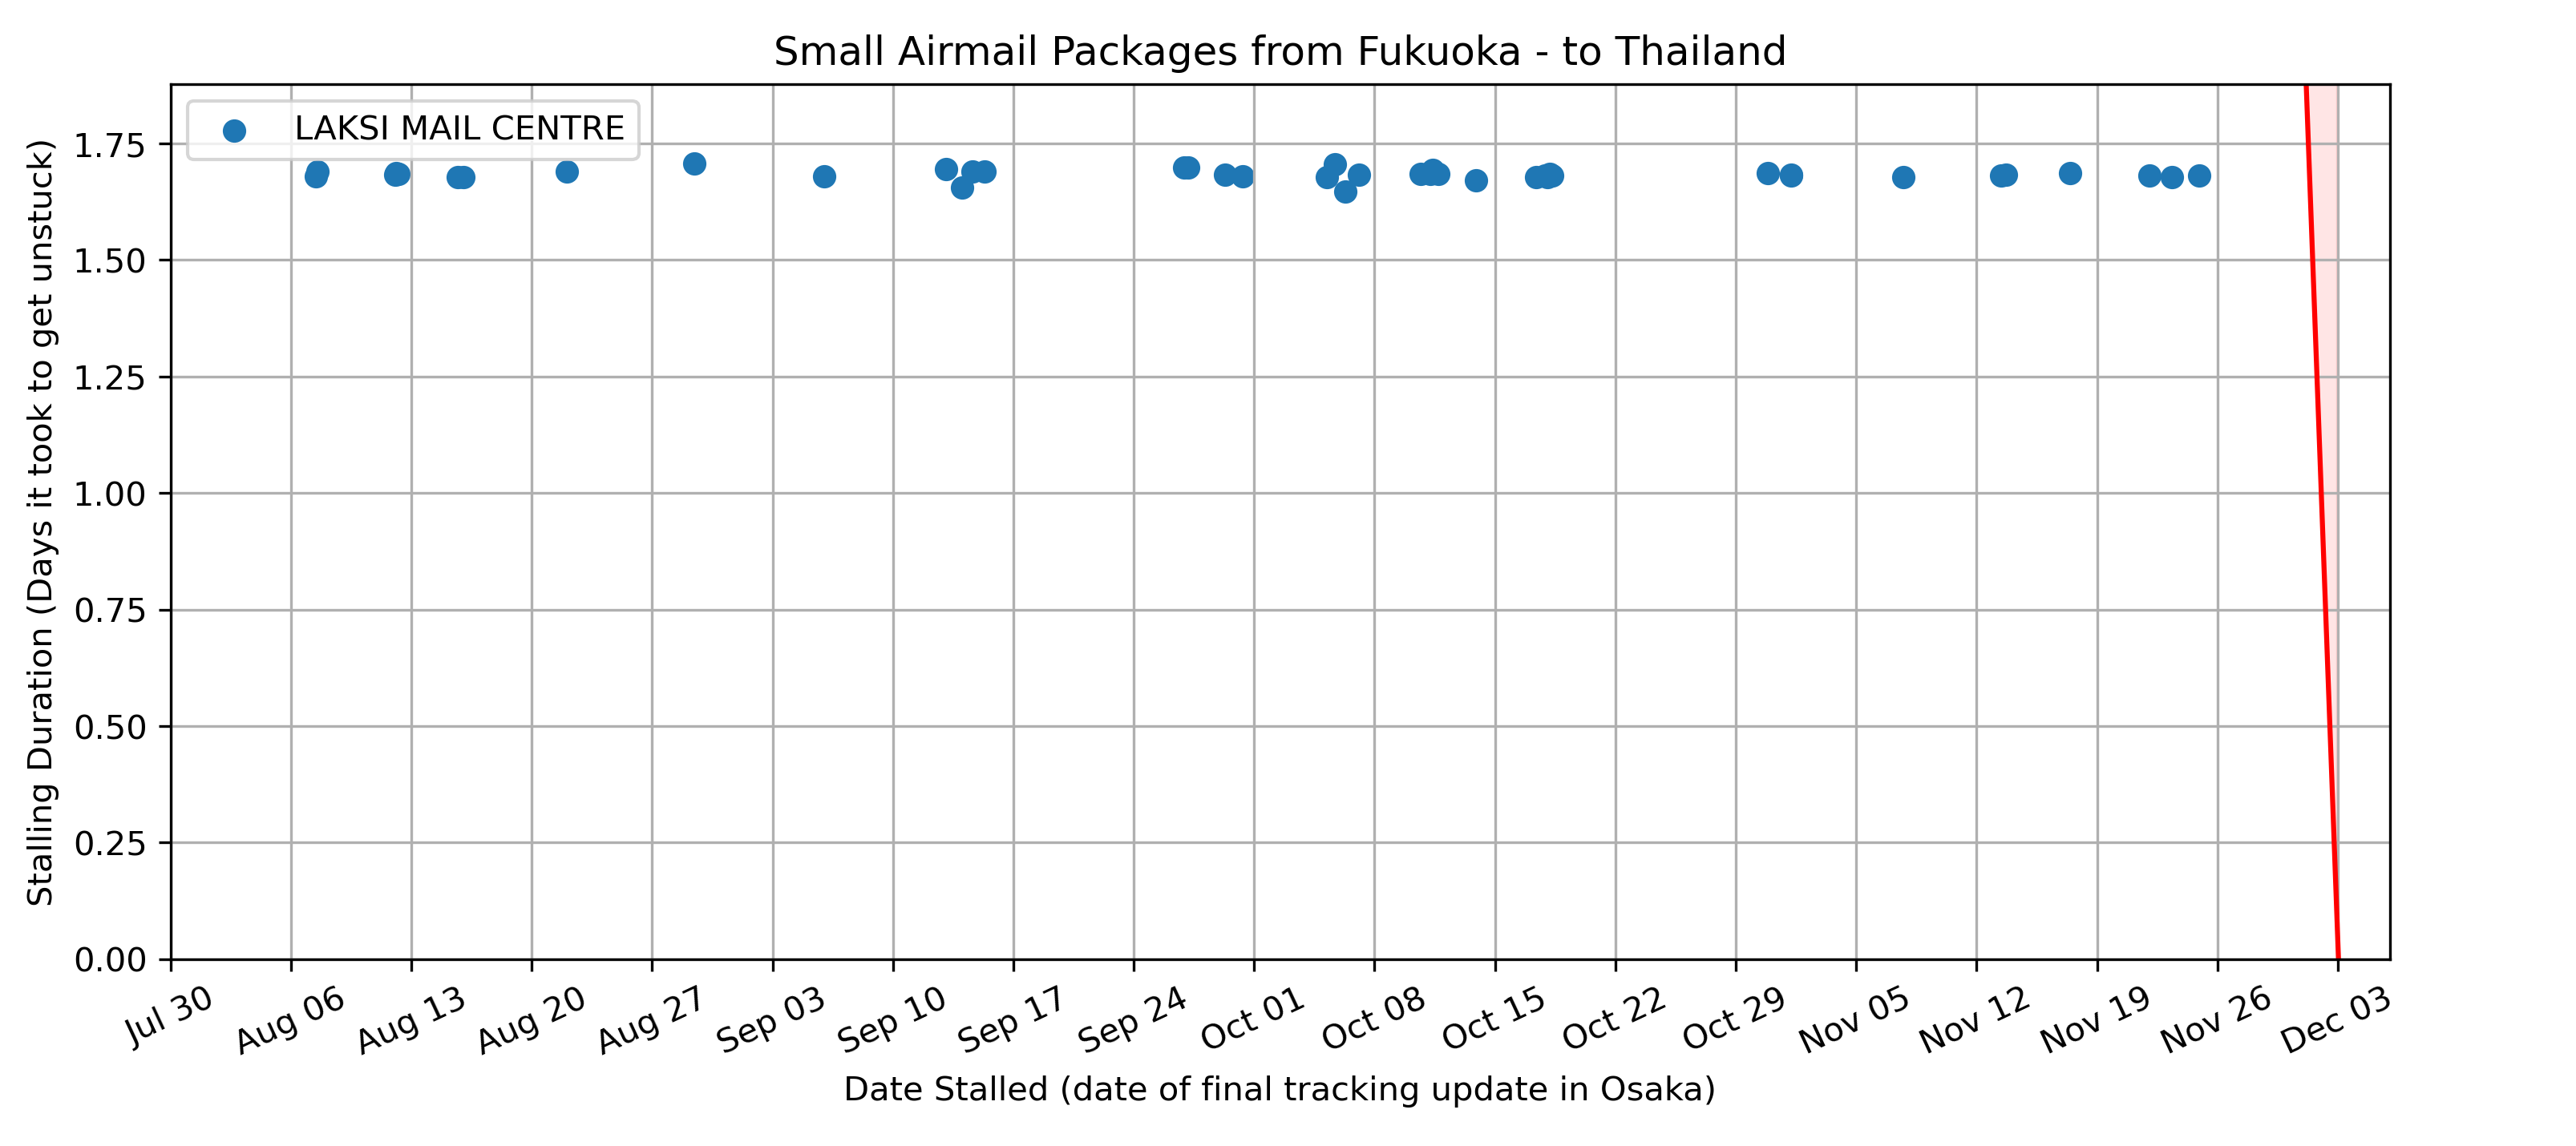 Small Airmail Packages from Fukuoka - to Thailand
LAKSI MAIL CENTRE
Stalling Duration (Days it took to get unstuck)
1.75
1.50
1.25
1.00
0.75
0.50
0.25
0.00
Jul 30 Aug 06 Aug 13 Aug 20 Aug 27 Sep 03 Sep 10 Sep 17 Sep 24 Oct 01 Oct 08 Oct 15 Oct 22 Oct 29 Nov 05 Nov 12 Nov 19 Nov 26 Dec 03
Date Stalled (date of final tracking update in Osaka)